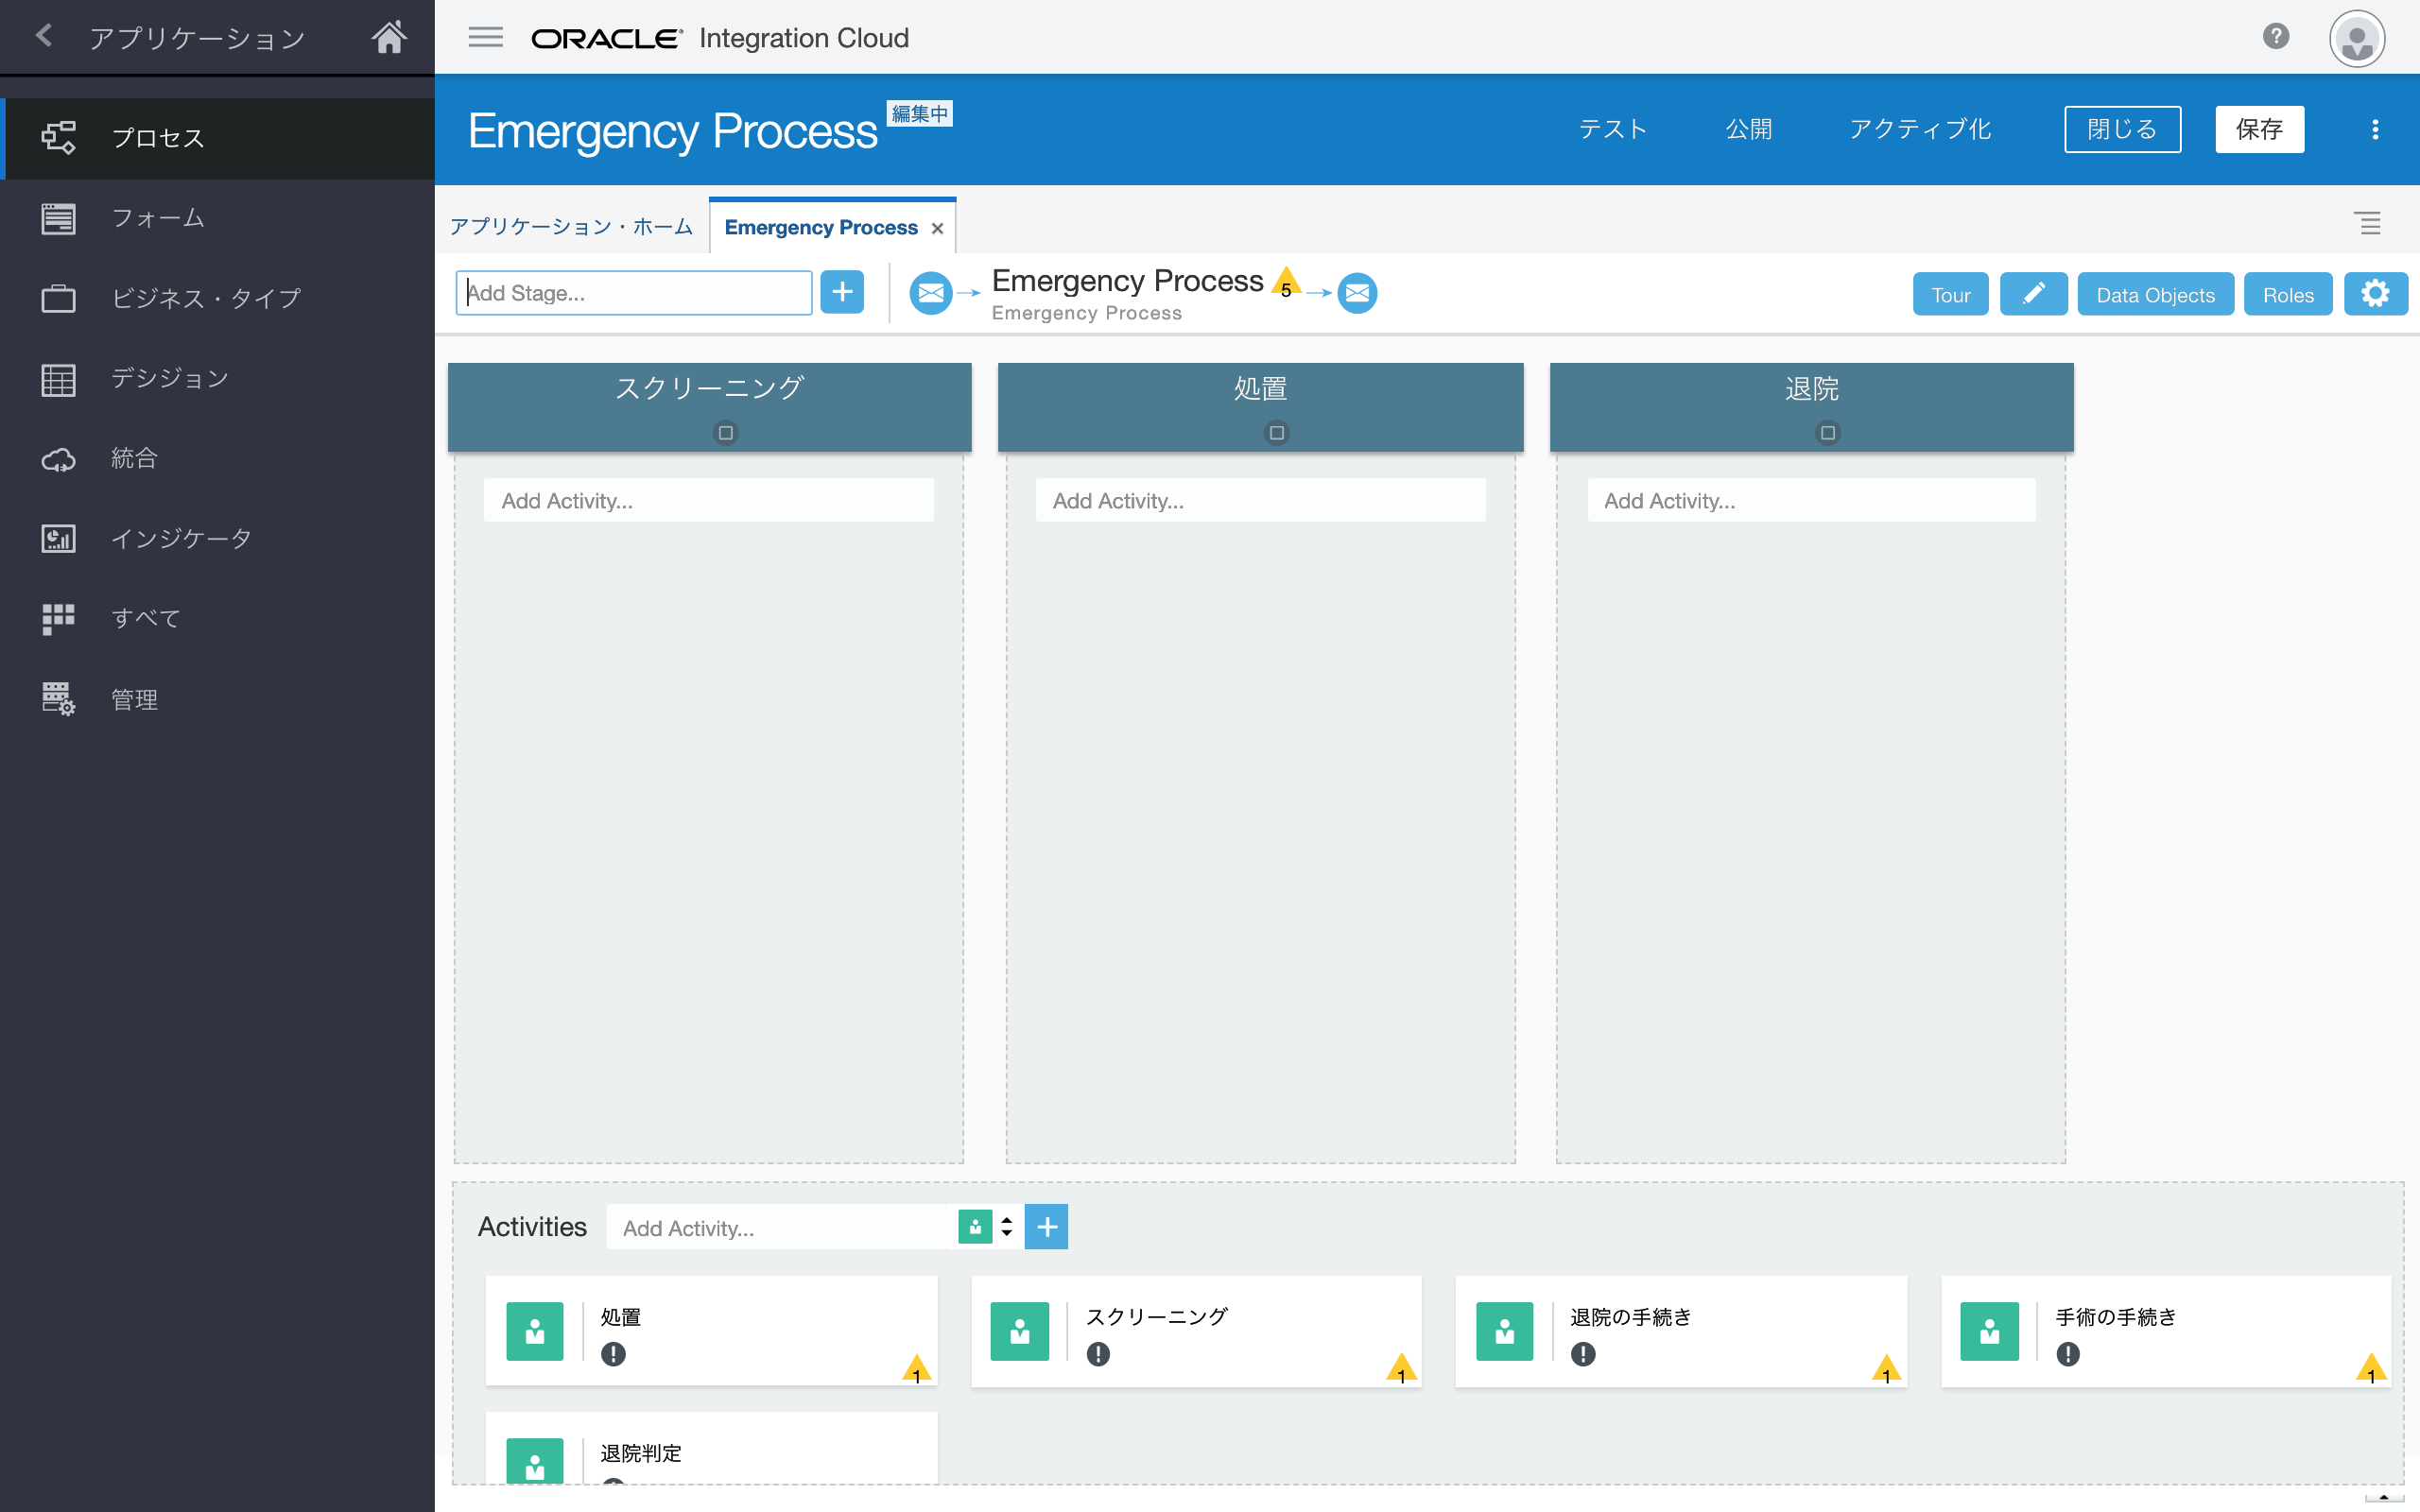 アプリケーション
ORACLE Integration Cloud
?
プロセス
フォーム
ビジネス・タイプ
デシジョン
統合
インジケータ
すべて
管理
Emergency Process 編集中
テスト 公開 アクティブ化 閉じる 保存
アプリケーション・ホーム Emergency Process ×
Add Stage... +
Emergency Process 5
Emergency Process
Tour Data Objects Roles
スクリーニング 処置 退院
Add Activity... Add Activity... Add Activity...
Activities Add Activity... +
処置 スクリーニング 退院の手続き 手術の手続き
1 1 1 1
退院判定